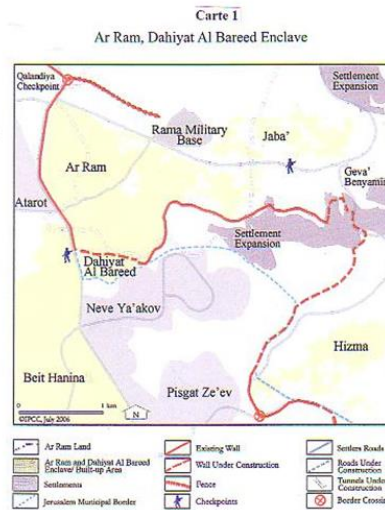 Carte 1
Ar Ram, Dahiyat Al Bareed Enclave
Qalandiya
Checkpoint
Settlement
Expansion
Rama Military
Base
Jaba'
Ar Ram
Geva'
Benyamin
Atarot
Settlement
Expansion
Dahiyat
Al Bareed
Neve Ya'akov
Hizma
Beit Hanina
Pisgat Ze'ev
0 1 km
N
©IPCC, July 2006
Ar Ram Land
Existing Wall
Settlers Roads
Ar Ram and Dahiyat Al Bareed
Enclave Built-up Area
Wall Under Construction
Roads Under
Construction
Settlements
Fence
Tunnels Under
Construction
Jerusalem Municipal Border
Checkpoints
Border Crossi